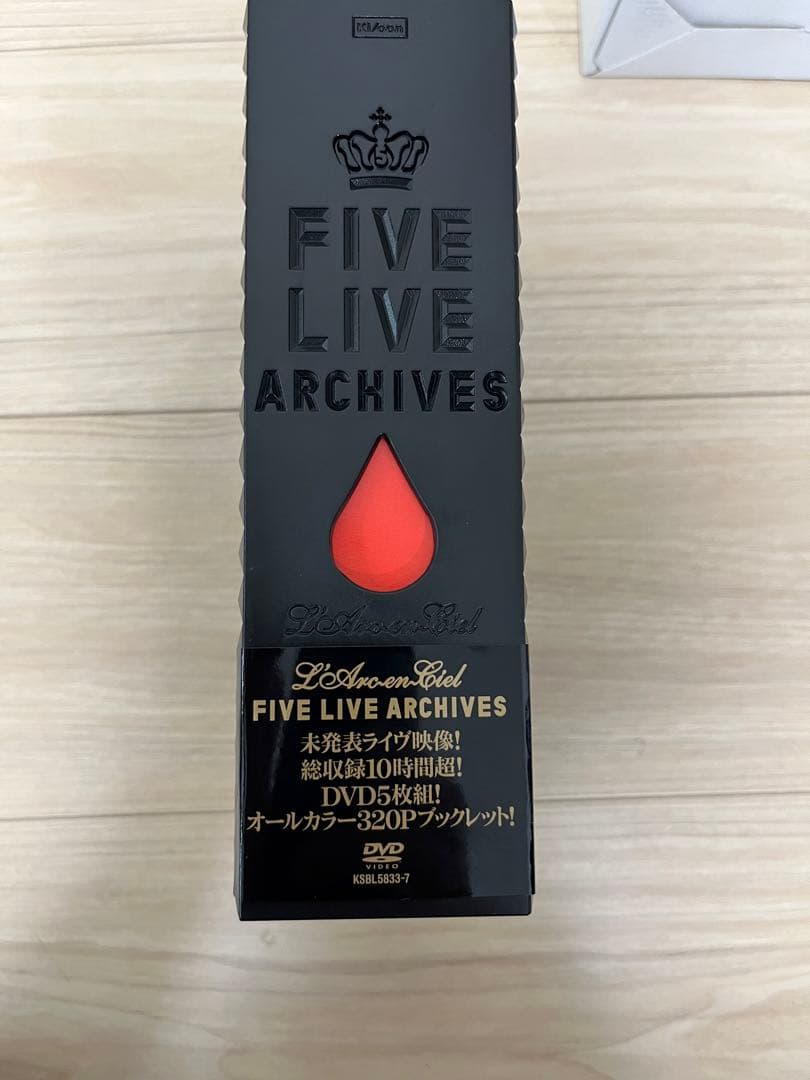 Ki/oon
5
FIVE
LIVE
ARCHIVES
L'Arc~en~Ciel
L'Arc~en~Ciel
FIVE LIVE ARCHIVES
未発表ライヴ映像!
総収録10時間超!
DVD5枚組!
オールカラー320Pブックレット!
DVD
VIDEO
KSBL5833-7